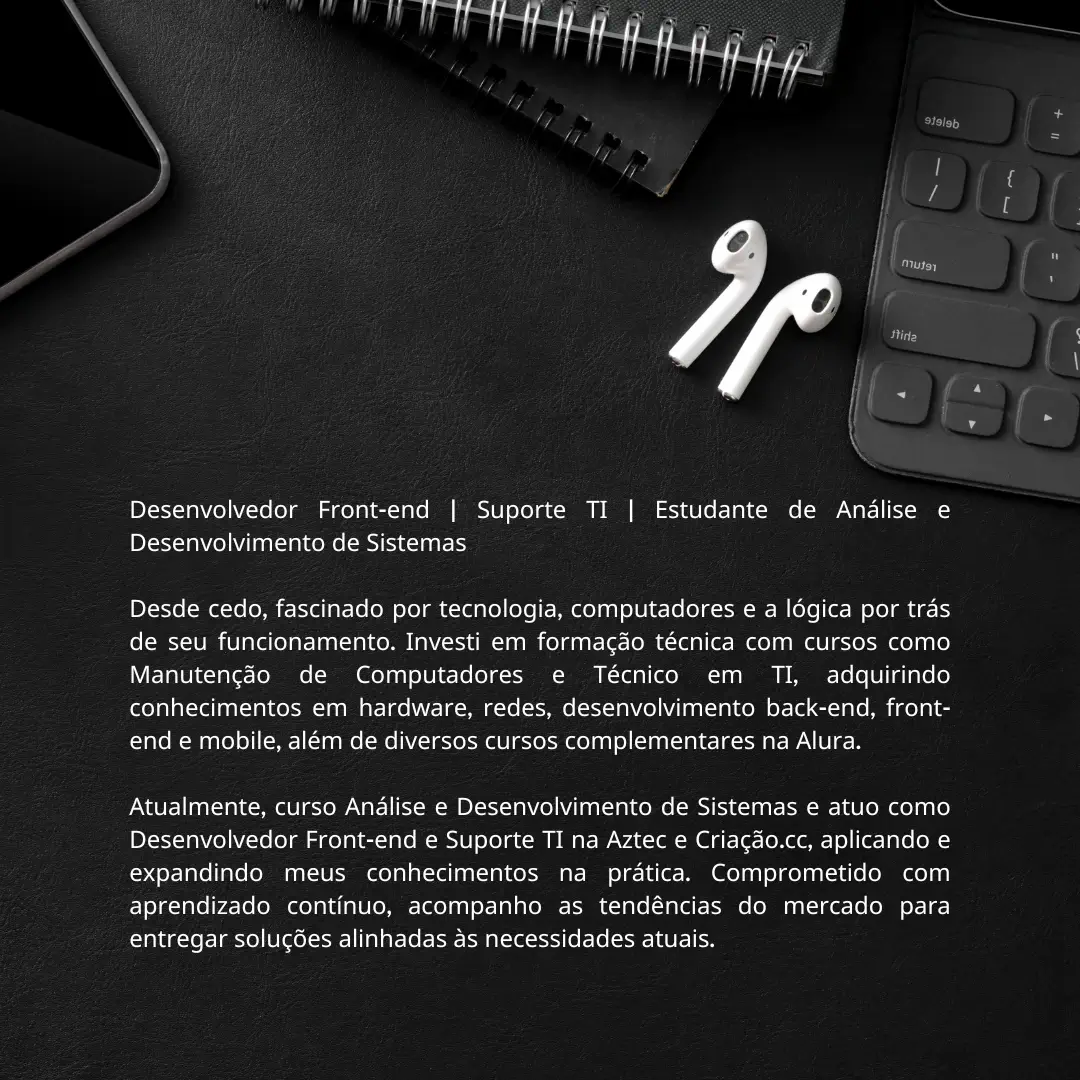 delete
+
=
|
/
{
[
return
"
'
shift
?
\
◄
▲
▼
►
Desenvolvedor Front-end | Suporte TI | Estudante de Análise e
Desenvolvimento de Sistemas
Desde cedo, fascinado por tecnologia, computadores e a lógica por trás
de seu funcionamento. Investi em formação técnica com cursos como
Manutenção de Computadores e Técnico em TI, adquirindo
conhecimentos em hardware, redes, desenvolvimento back-end, front-
end e mobile, além de diversos cursos complementares na Alura.
Atualmente, curso Análise e Desenvolvimento de Sistemas e atuo como
Desenvolvedor Front-end e Suporte TI na Aztec e Criação.cc, aplicando e
expandindo meus conhecimentos na prática. Comprometido com
aprendizado contínuo, acompanho as tendências do mercado para
entregar soluções alinhadas às necessidades atuais.